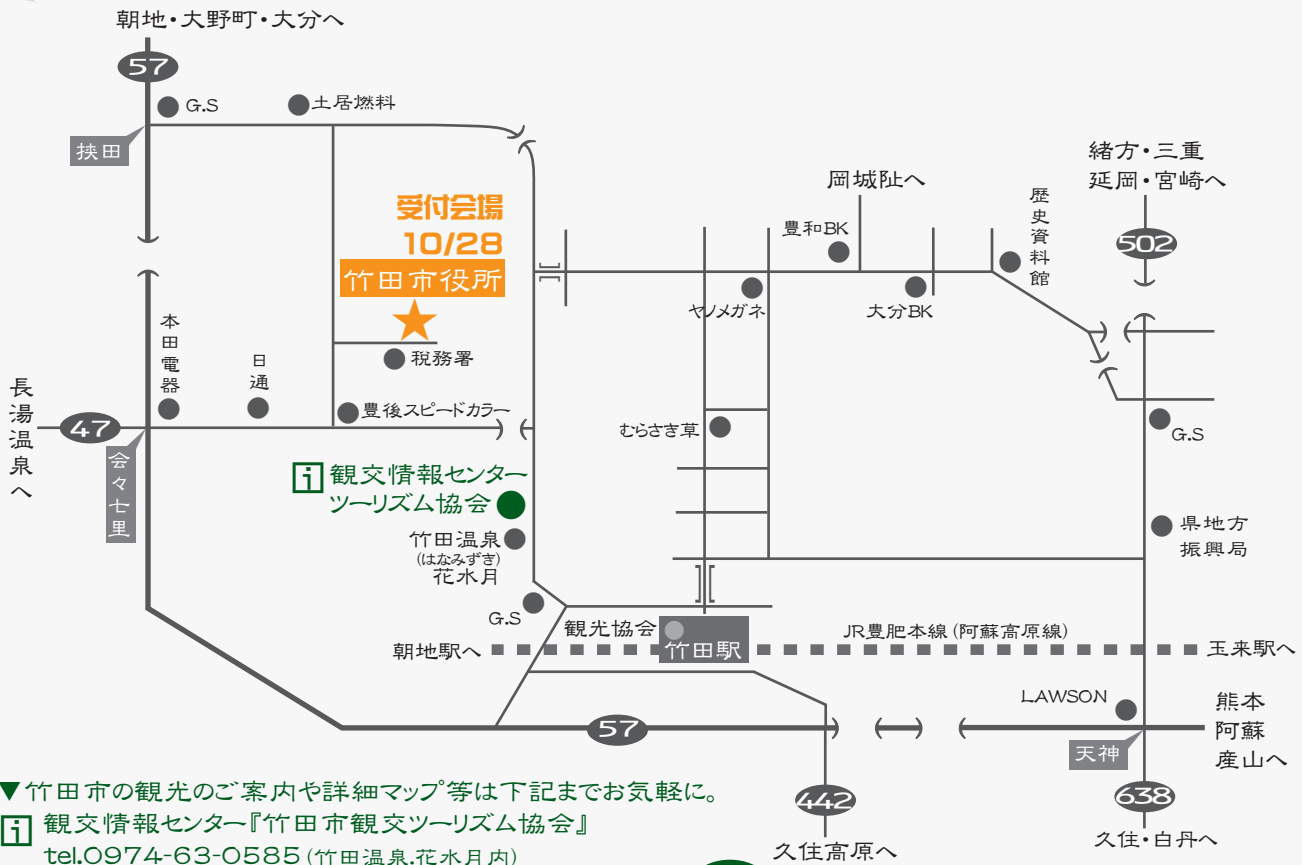 朝地・大野町・大分へ
57
G.S
土居燃料
挟田
受付会場
10/28
竹田市役所
税務署
本田電器
日通
豊後スピードカラー
長湯温泉へ
47
会々七里
観交情報センター
ツーリズム協会
竹田温泉
(はなみずき)
花水月
G.S
岡城址へ
豊和BK
ヤノメガネ
大分BK
歴史資料館
緒方・三重
延岡・宮崎へ
502
むらさき草
G.S
県地方
振興局
観光協会
竹田駅
朝地駅へ
JR豊肥本線(阿蘇高原線)
玉来駅へ
LAWSON
熊本
阿蘇
産山へ
57
天神
442
久住高原へ
638
久住・白丹へ
▼竹田市の観光のご案内や詳細マップ等は下記までお気軽に。
i 観交情報センター『竹田市観交ツーリズム協会』
tel.0974-63-0585(竹田温泉.花水月内)